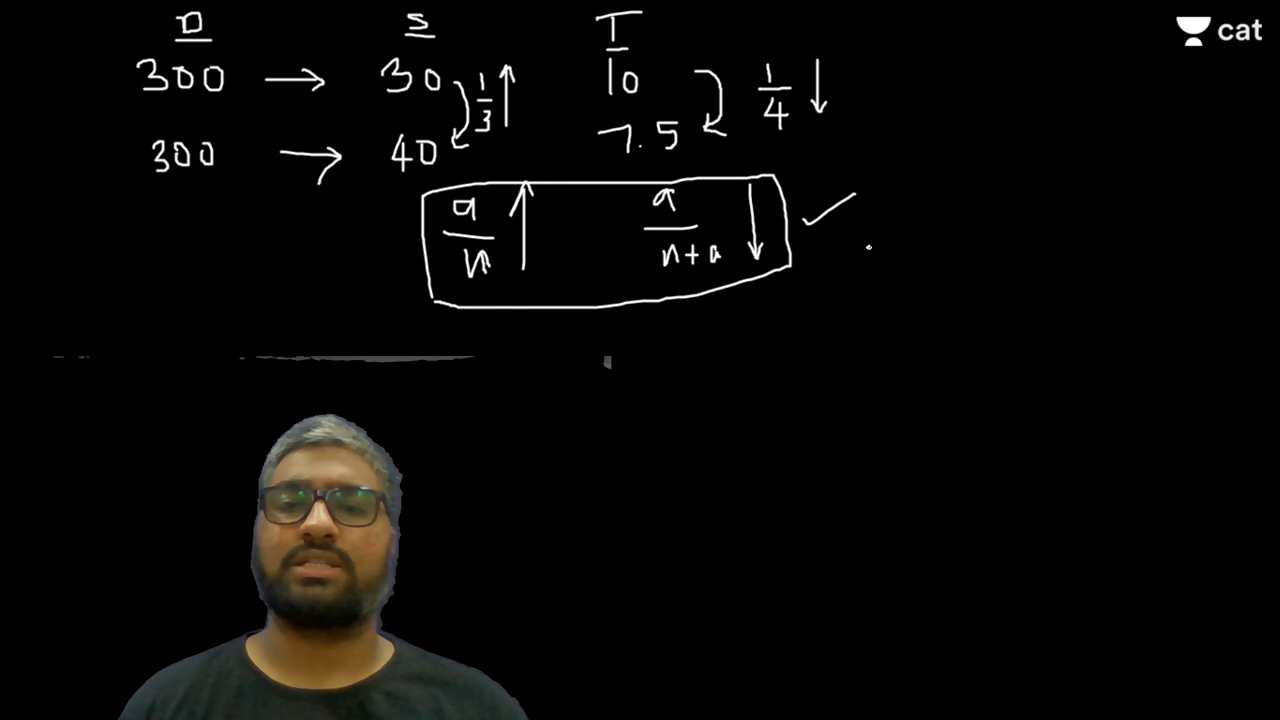 D S T
300 → 30 1/3 ↑ 10 1/4 ↓
300 → 40 7.5
a/n ↑ a/n+a ↓ ✓
cat